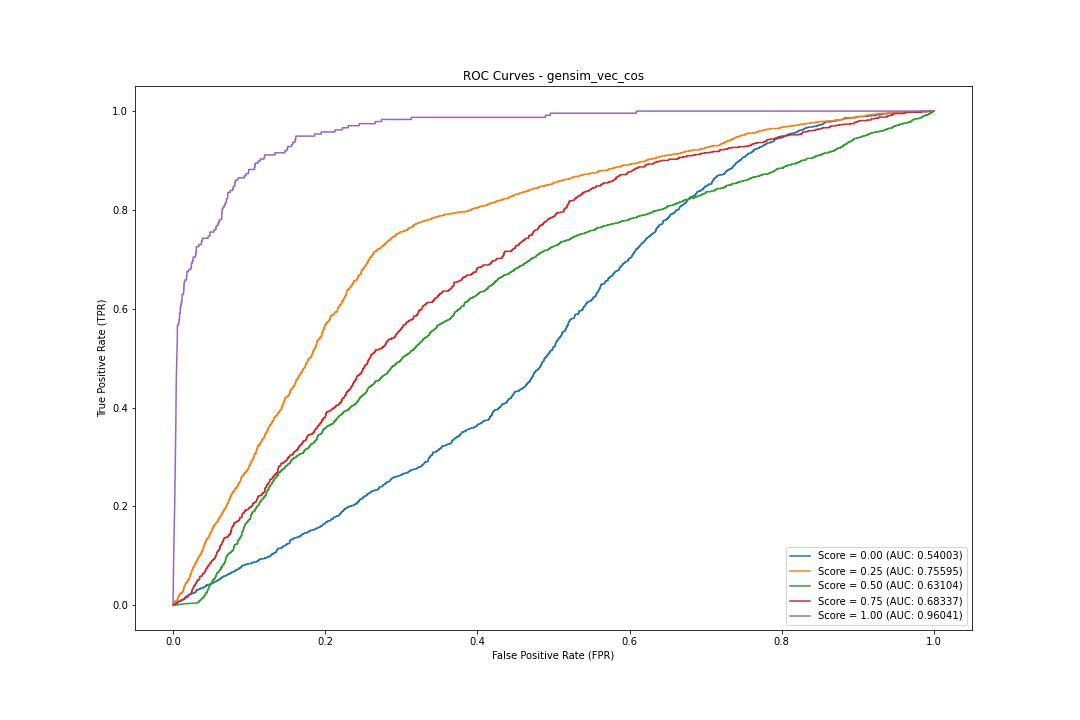 ROC Curves - gensim_vec_cos
True Positive Rate (TPR)
1.0
0.8
0.6
0.4
0.2
0.0
0.0 0.2 0.4 0.6 0.8 1.0
False Positive Rate (FPR)
Score = 0.00 (AUC: 0.54003)
Score = 0.25 (AUC: 0.75595)
Score = 0.50 (AUC: 0.63104)
Score = 0.75 (AUC: 0.68337)
Score = 1.00 (AUC: 0.96041)